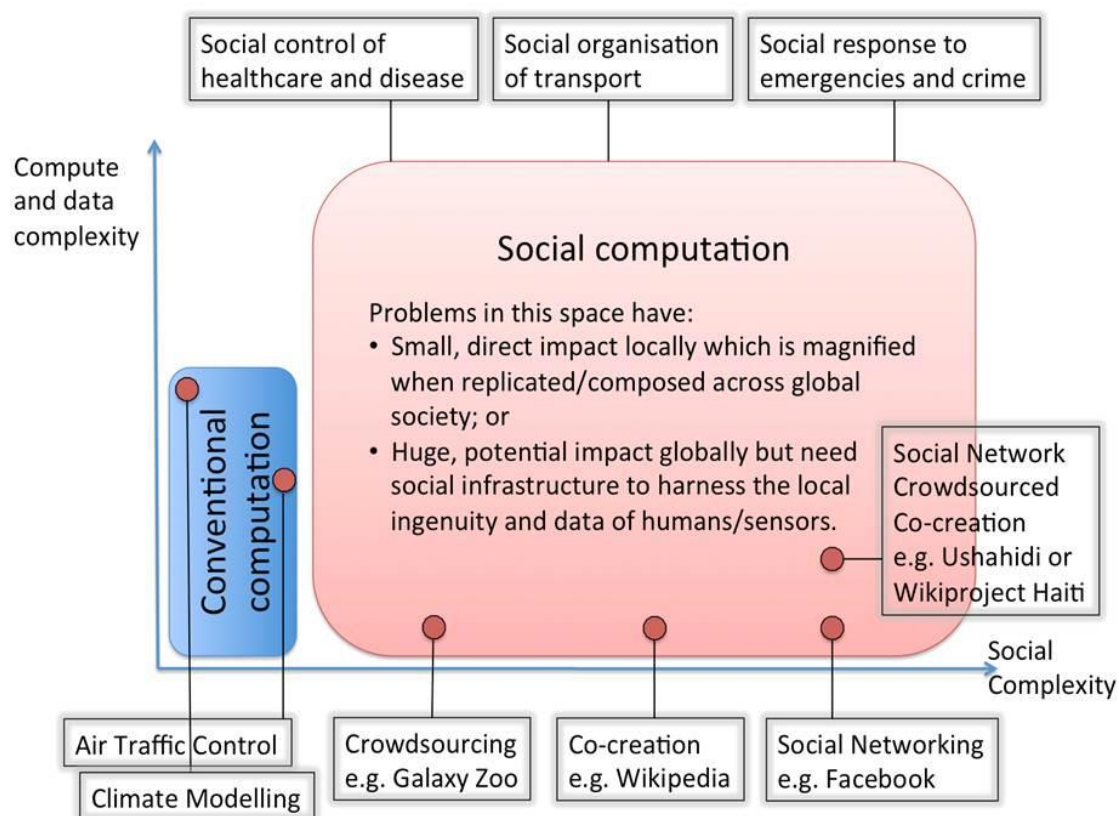 Social control of
healthcare and disease
Social organisation
of transport
Social response to
emergencies and crime
Compute
and data
complexity
Social computation
Problems in this space have:
• Small, direct impact locally which is magnified
when replicated/composed across global
society; or
• Huge, potential impact globally but need
social infrastructure to harness the local
ingenuity and data of humans/sensors.
Conventional
computation
Social Network
Crowdsourced
Co-creation
e.g. Ushahidi or
Wikiproject Haiti
Social
Complexity
Air Traffic Control
Climate Modelling
Crowdsourcing
e.g. Galaxy Zoo
Co-creation
e.g. Wikipedia
Social Networking
e.g. Facebook